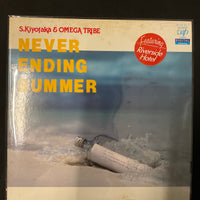 S.Kiyotaka & OMEGA TRIBE
NEVER
ENDING
SUMMER
Featuring
Riverside
Hotel